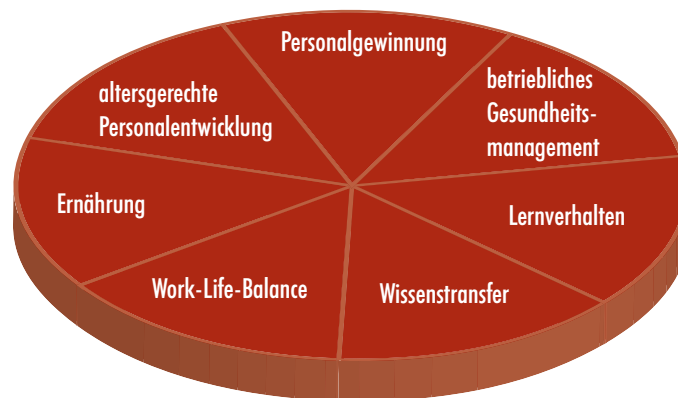 Personalgewinnung
betriebliches
Gesundheits-
management
Lernverhalten
Wissenstransfer
Work-Life-Balance
Ernährung
altersgerechte
Personalentwicklung